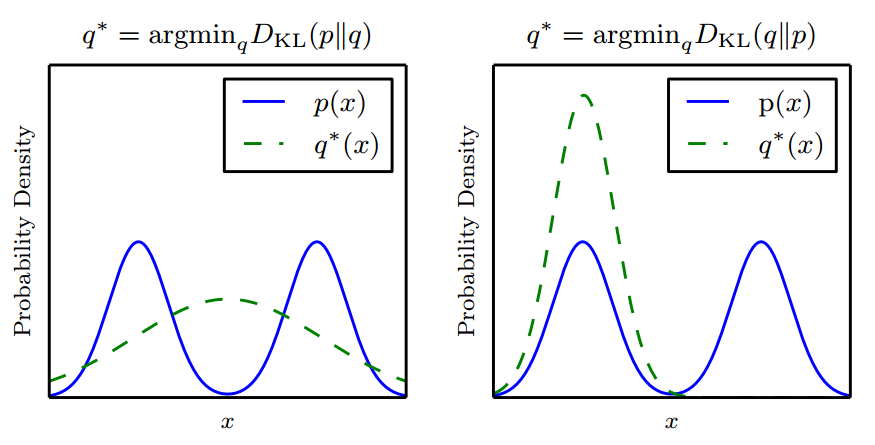 q* = argmin_q D_KL(p‖q)
p(x)
q*(x)
Probability Density
x
q* = argmin_q D_KL(q‖p)
p(x)
q*(x)
Probability Density
x